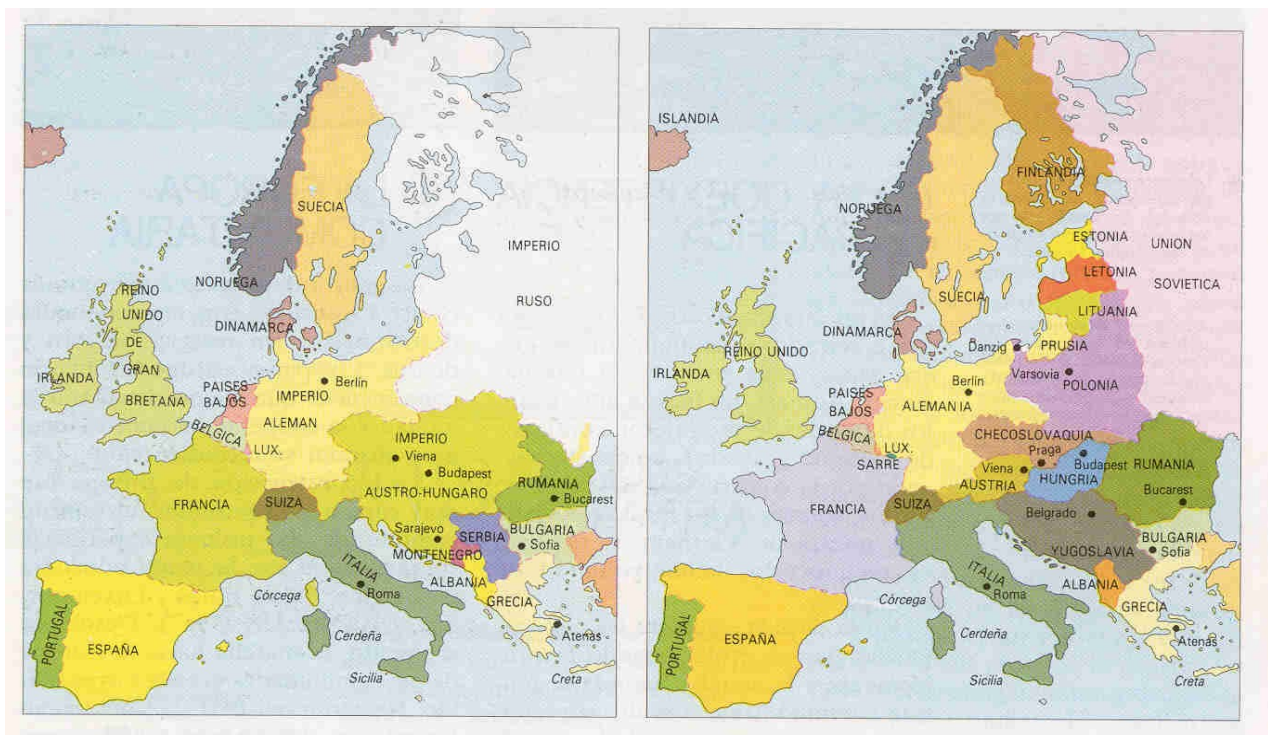 SUECIA
IMPERIO
RUSO
NORUEGA
REINO
UNIDO
DE
GRAN
BRETAÑA
IRLANDA
DINAMARCA
PAISES
BAJOS
BELGICA
LUX.
Berlín
IMPERIO
ALEMAN
IMPERIO
Viena
Budapest
AUSTRO-HUNGARO
FRANCIA
SUIZA
RUMANIA
Bucarest
Sarajevo
SERBIA
BULGARIA
Sofia
MONTENEGRO
ALBANIA
ITALIA
Roma
GRECIA
Atenas
Córcega
Cerdeña
Sicilia
Creta
PORTUGAL
ESPAÑA
ISLANDIA
FINLANDIA
NORUEGA
SUECIA
ESTONIA
UNION
LETONIA
SOVIETICA
LITUANIA
DINAMARCA
Danzig
PRUSIA
Varsovia
POLONIA
REINO UNIDO
IRLANDA
PAISES
BAJOS
BELGICA
LUX.
SARRE
Berlín
ALEMANIA
CHECOSLOVAQUIA
Praga
Viena
AUSTRIA
Budapest
HUNGRIA
RUMANIA
Bucarest
FRANCIA
SUIZA
Belgrado
YUGOSLAVIA
BULGARIA
Sofia
ITALIA
Roma
ALBANIA
GRECIA
Atenas
Córcega
Cerdeña
Sicilia
Creta
PORTUGAL
ESPAÑA